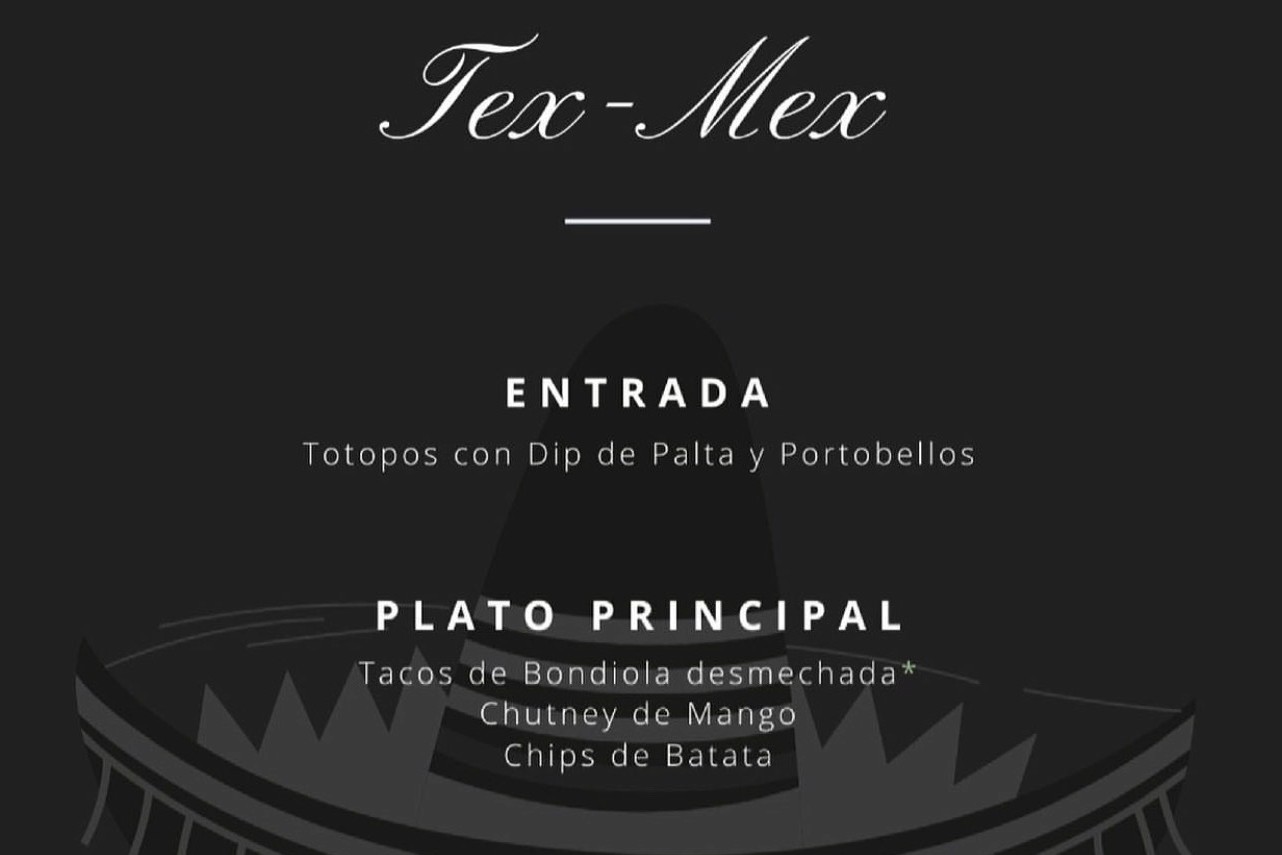 Tex-Mex
ENTRADA
Totopos con Dip de Palta y Portobellos
PLATO PRINCIPAL
Tacos de Bondiola desmechada*
Chutney de Mango
Chips de Batata